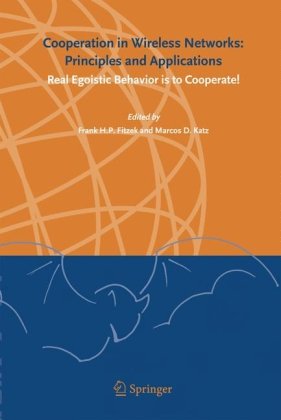 Cooperation in Wireless Networks:
Principles and Applications
Real Egoistic Behavior is to Cooperate!
Edited by
Frank H.P. Fitzek and Marcos D. Katz
Springer